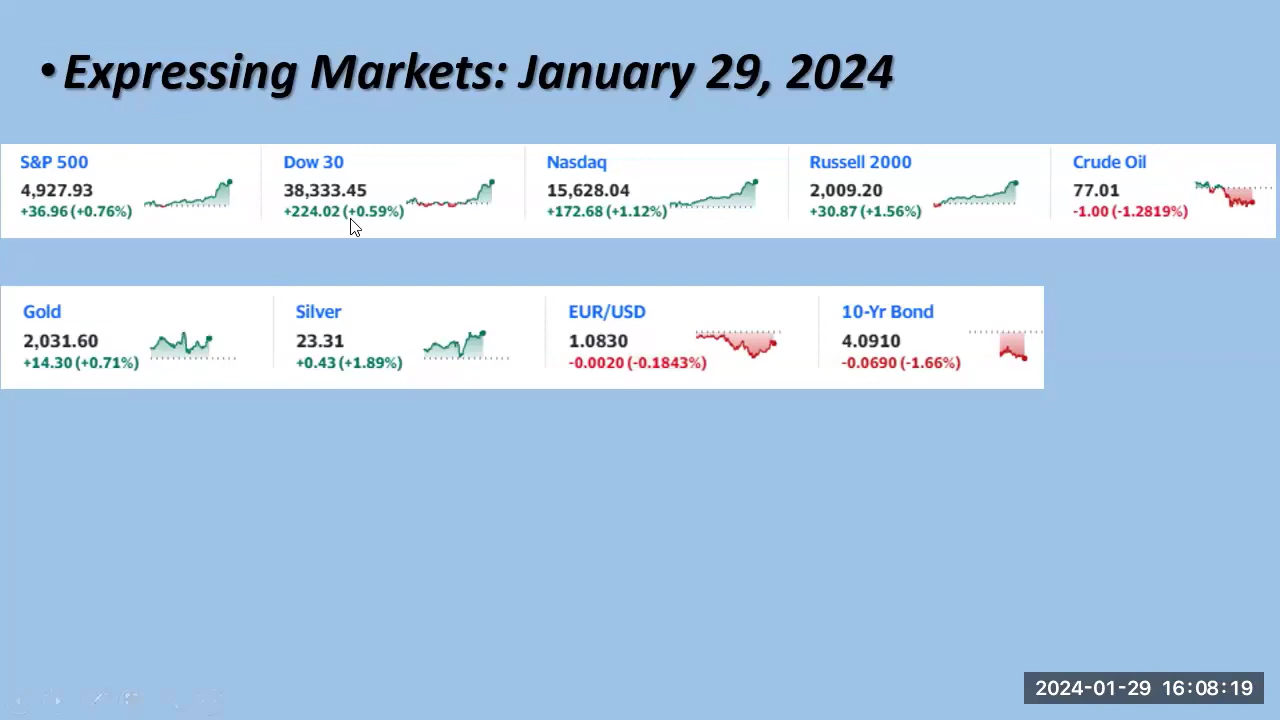 • Expressing Markets: January 29, 2024
S&P 500
4,927.93
+36.96 (+0.76%)
Dow 30
38,333.45
+224.02 (+0.59%)
Nasdaq
15,628.04
+172.68 (+1.12%)
Russell 2000
2,009.20
+30.87 (+1.56%)
Crude Oil
77.01
-1.00 (-1.2819%)
Gold
2,031.60
+14.30 (+0.71%)
Silver
23.31
+0.43 (+1.89%)
EUR/USD
1.0830
-0.0020 (-0.1843%)
10-Yr Bond
4.0910
-0.0690 (-1.66%)
2024-01-29 16:08:19